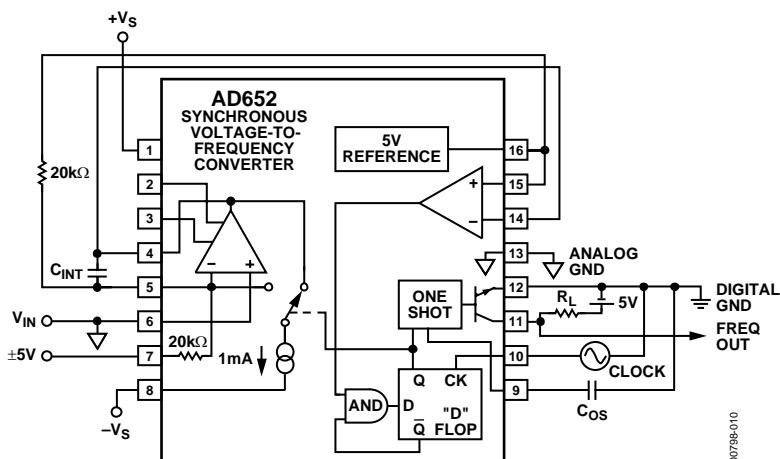 +VS
AD652
SYNCHRONOUS
VOLTAGE-TO-
FREQUENCY
CONVERTER
5V
REFERENCE
20kΩ
CINT
VIN
±5V
–VS
1
2
3
4
5
6
7
8
–
+
20kΩ
1mA
+
–
16
15
14
13
12
11
10
9
ANALOG
GND
DIGITAL
GND
RL
5V
FREQ
OUT
CLOCK
COS
ONE
SHOT
AND
D
Q
CK
Q
"D"
FLOP
00798-010